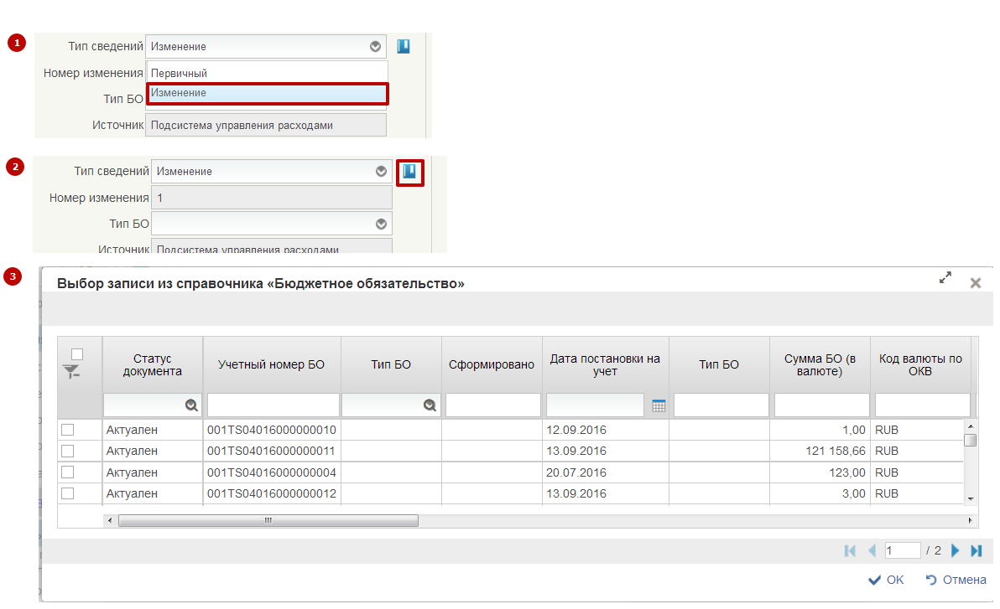 1
Тип сведений Изменение
Номер изменения Первичный
Изменение
Тип БО
Источник Подсистема управления расходами
2
Тип сведений Изменение
Номер изменения 1
Тип БО
Источник Подсистема управления расходами
3
Выбор записи из справочника «Бюджетное обязательство»
Статус документа Учетный номер БО Тип БО Сформировано Дата постановки на учет Тип БО Сумма БО (в валюте) Код валюты по ОКВ
Актуален 001TS04016000000010 12.09.2016 1,00 RUB
Актуален 001TS04016000000011 13.09.2016 121 158,66 RUB
Актуален 001TS04016000000004 20.07.2016 123,00 RUB
Актуален 001TS04016000000012 13.09.2016 3,00 RUB
1 / 2
OK Отмена